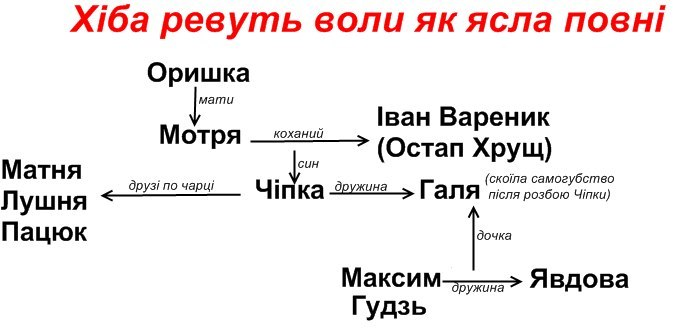 Хіба ревуть воли як ясла повні
Оришка
мати
Мотря
коханий
Іван Вареник
(Остап Хрущ)
син
Матня
Лушня
Пацюк
друзі по чарці
Чіпка
дружина
Галя
(скоїла самогубство
після розбою Чіпки)
дочка
Максим
Гудзь
дружина
Явдова